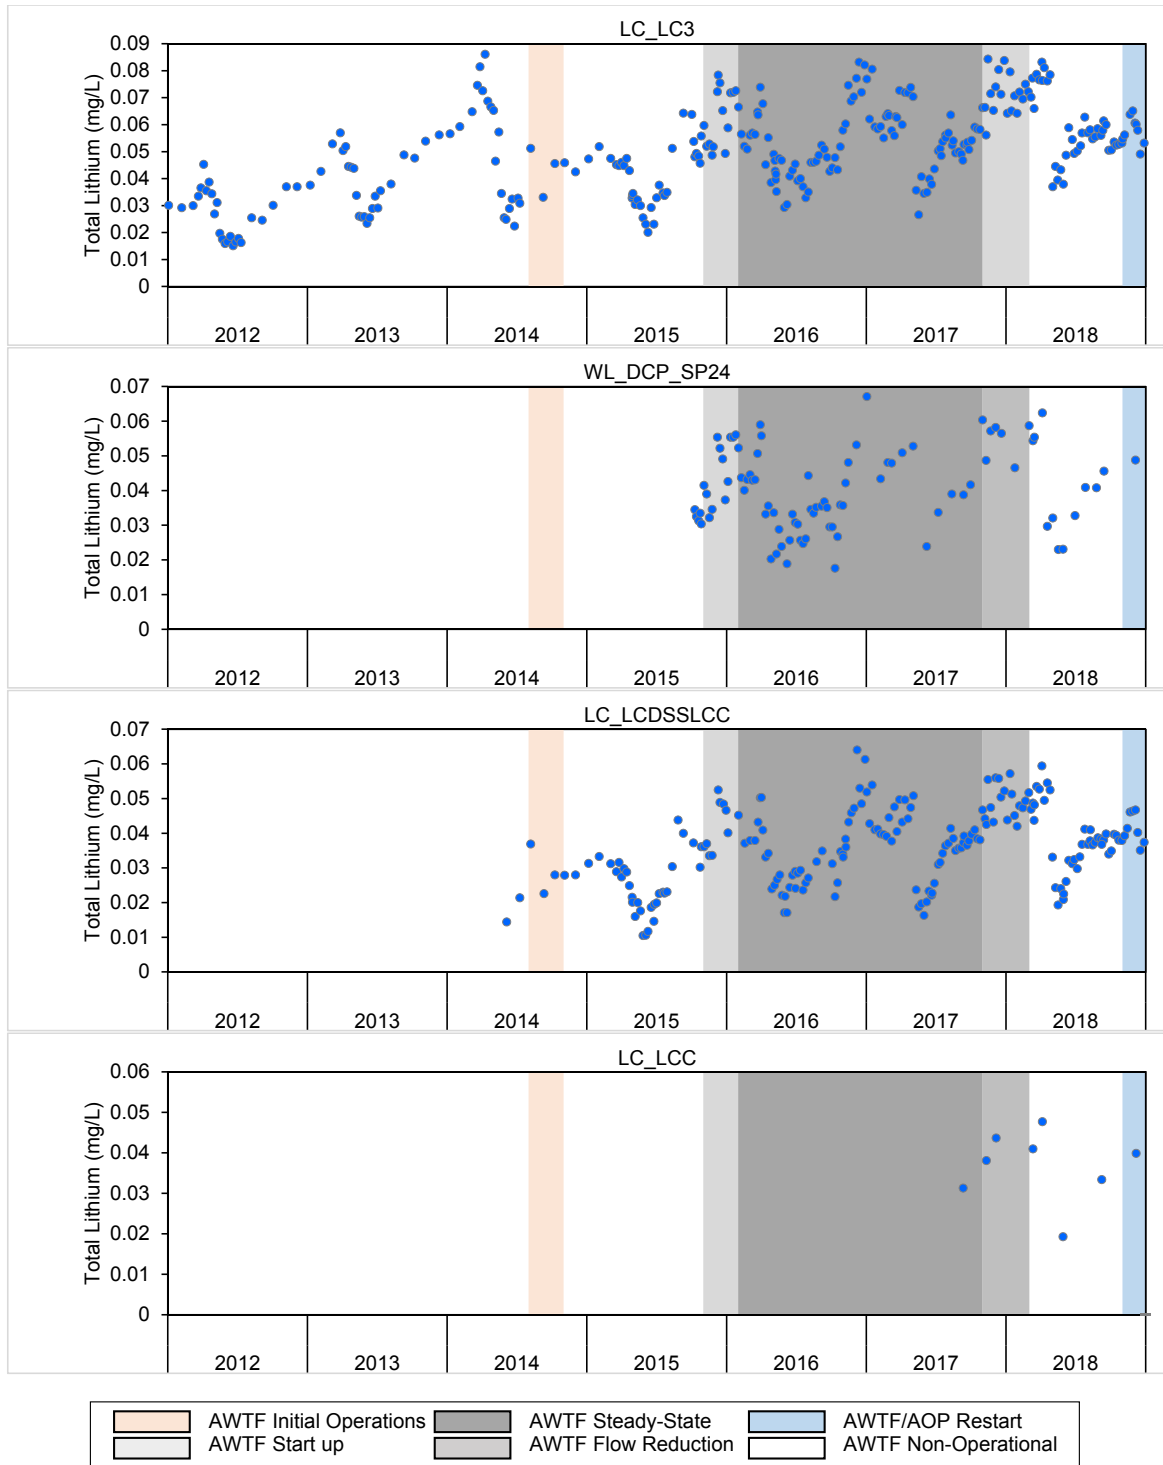 LC_LC3
Total Lithium (mg/L)
0.09
0.08
0.07
0.06
0.05
0.04
0.03
0.02
0.01
0
2012 2013 2014 2015 2016 2017 2018
WL_DCP_SP24
Total Lithium (mg/L)
0.07
0.06
0.05
0.04
0.03
0.02
0.01
0
2012 2013 2014 2015 2016 2017 2018
LC_LCDSSLCC
Total Lithium (mg/L)
0.07
0.06
0.05
0.04
0.03
0.02
0.01
0
2012 2013 2014 2015 2016 2017 2018
LC_LCC
Total Lithium (mg/L)
0.06
0.05
0.04
0.03
0.02
0.01
0
2012 2013 2014 2015 2016 2017 2018
AWTF Initial Operations AWTF Steady-State AWTF/AOP Restart
AWTF Start up AWTF Flow Reduction AWTF Non-Operational